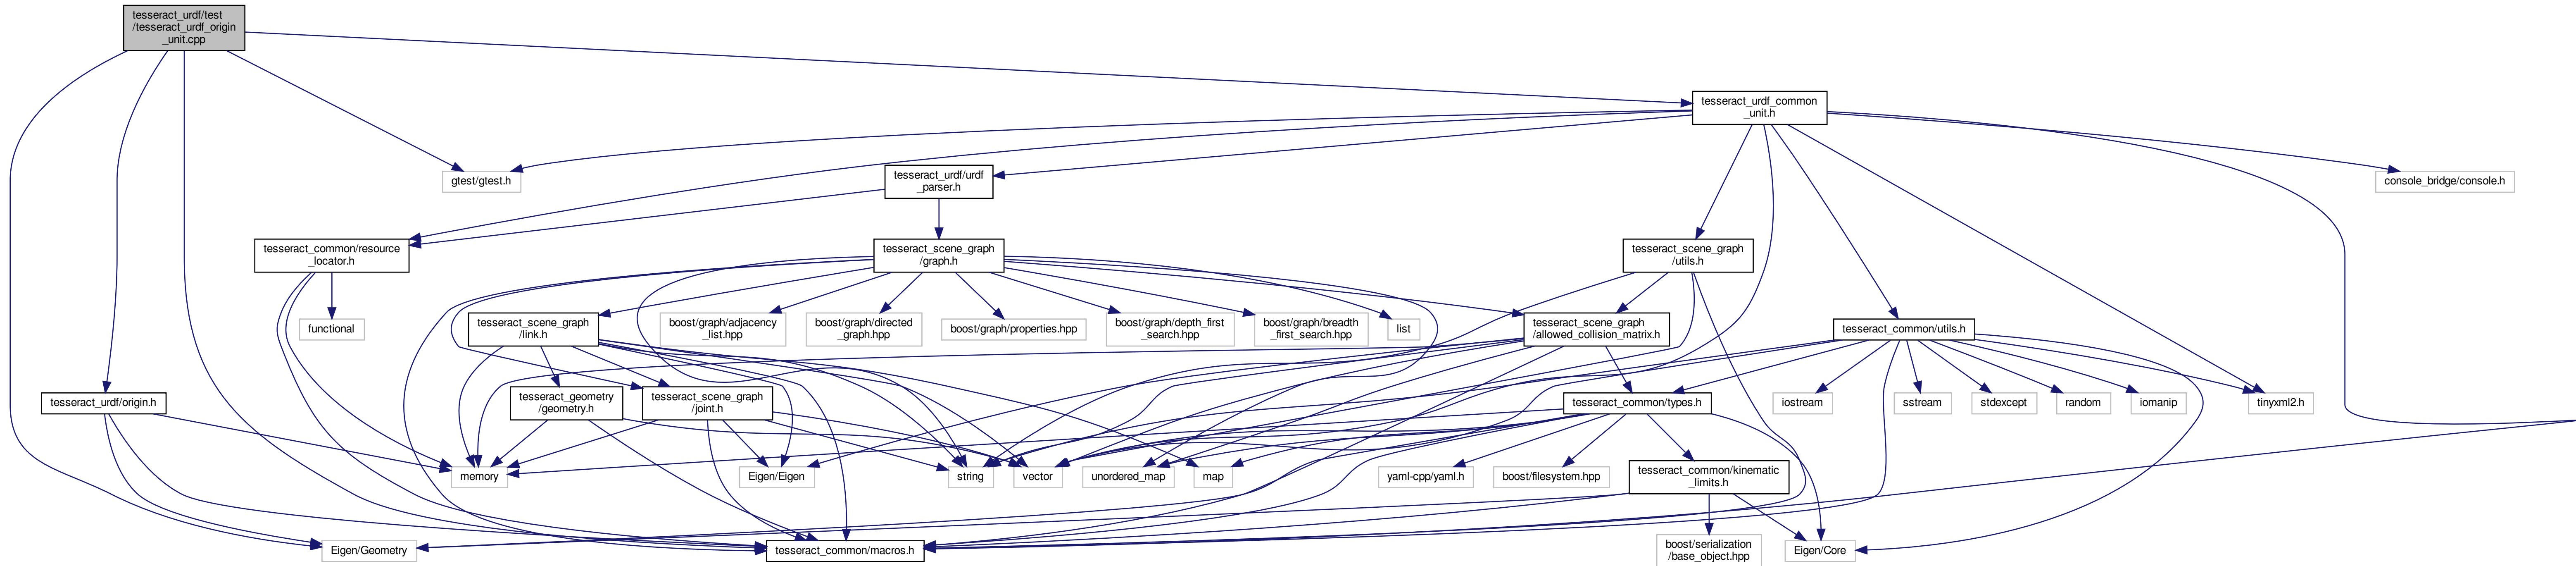 tesseract_urdf/test
/tesseract_urdf_origin
_unit.cpp
tesseract_urdf_common
_unit.h
gtest/gtest.h
tesseract_urdf/urdf
_parser.h
console_bridge/console.h
tesseract_common/resource
_locator.h
tesseract_scene_graph
/graph.h
tesseract_scene_graph
/utils.h
functional
tesseract_scene_graph
/link.h
boost/graph/adjacency
_list.hpp
boost/graph/directed
_graph.hpp
boost/graph/properties.hpp
boost/graph/depth_first
_search.hpp
boost/graph/breadth
_first_search.hpp
list
tesseract_scene_graph
/allowed_collision_matrix.h
tesseract_common/utils.h
tesseract_urdf/origin.h
tesseract_geometry
/geometry.h
tesseract_scene_graph
/joint.h
tesseract_common/types.h
iostream
sstream
stdexcept
random
iomanip
tinyxml2.h
memory
Eigen/Eigen
string
vector
unordered_map
map
yaml-cpp/yaml.h
boost/filesystem.hpp
tesseract_common/kinematic
_limits.h
Eigen/Geometry
tesseract_common/macros.h
boost/serialization
/base_object.hpp
Eigen/Core